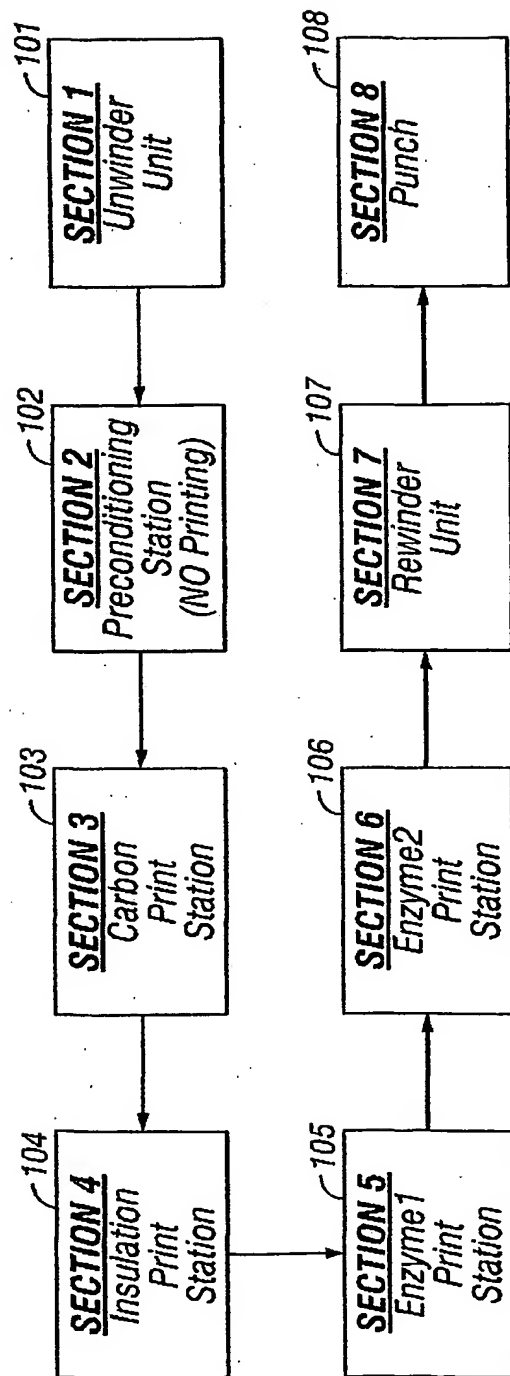 101
SECTION 1
Unwinder
Unit
102
SECTION 2
Preconditioning
Station
(NO Printing)
103
SECTION 3
Carbon
Print
Station
104
SECTION 4
Insulation
Print
Station
105
SECTION 5
Enzyme1
Print
Station
106
SECTION 6
Enzyme2
Print
Station
107
SECTION 7
Rewinder
Unit
108
SECTION 8
Punch